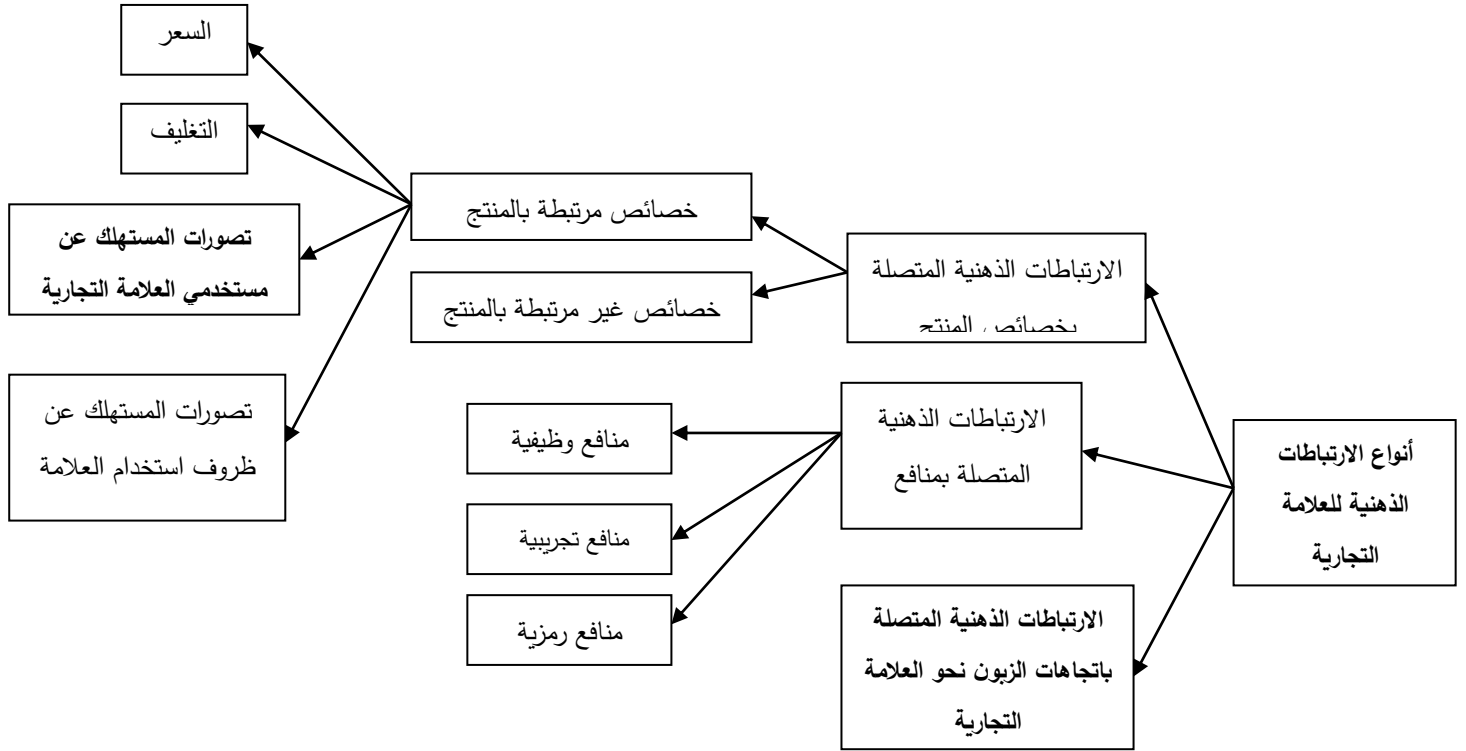 أنواع الارتباطات
الذهنية للعلامة
التجارية
الارتباطات الذهنية المتصلة
بخصائص المنتج
الارتباطات الذهنية
المتصلة بمنافع
الارتباطات الذهنية المتصلة
باتجاهات الزبون نحو العلامة
التجارية
خصائص مرتبطة بالمنتج
خصائص غير مرتبطة بالمنتج
منافع وظيفية
منافع تجريبية
منافع رمزية
السعر
التغليف
تصورات المستهلك عن
مستخدمي العلامة التجارية
تصورات المستهلك عن
ظروف استخدام العلامة